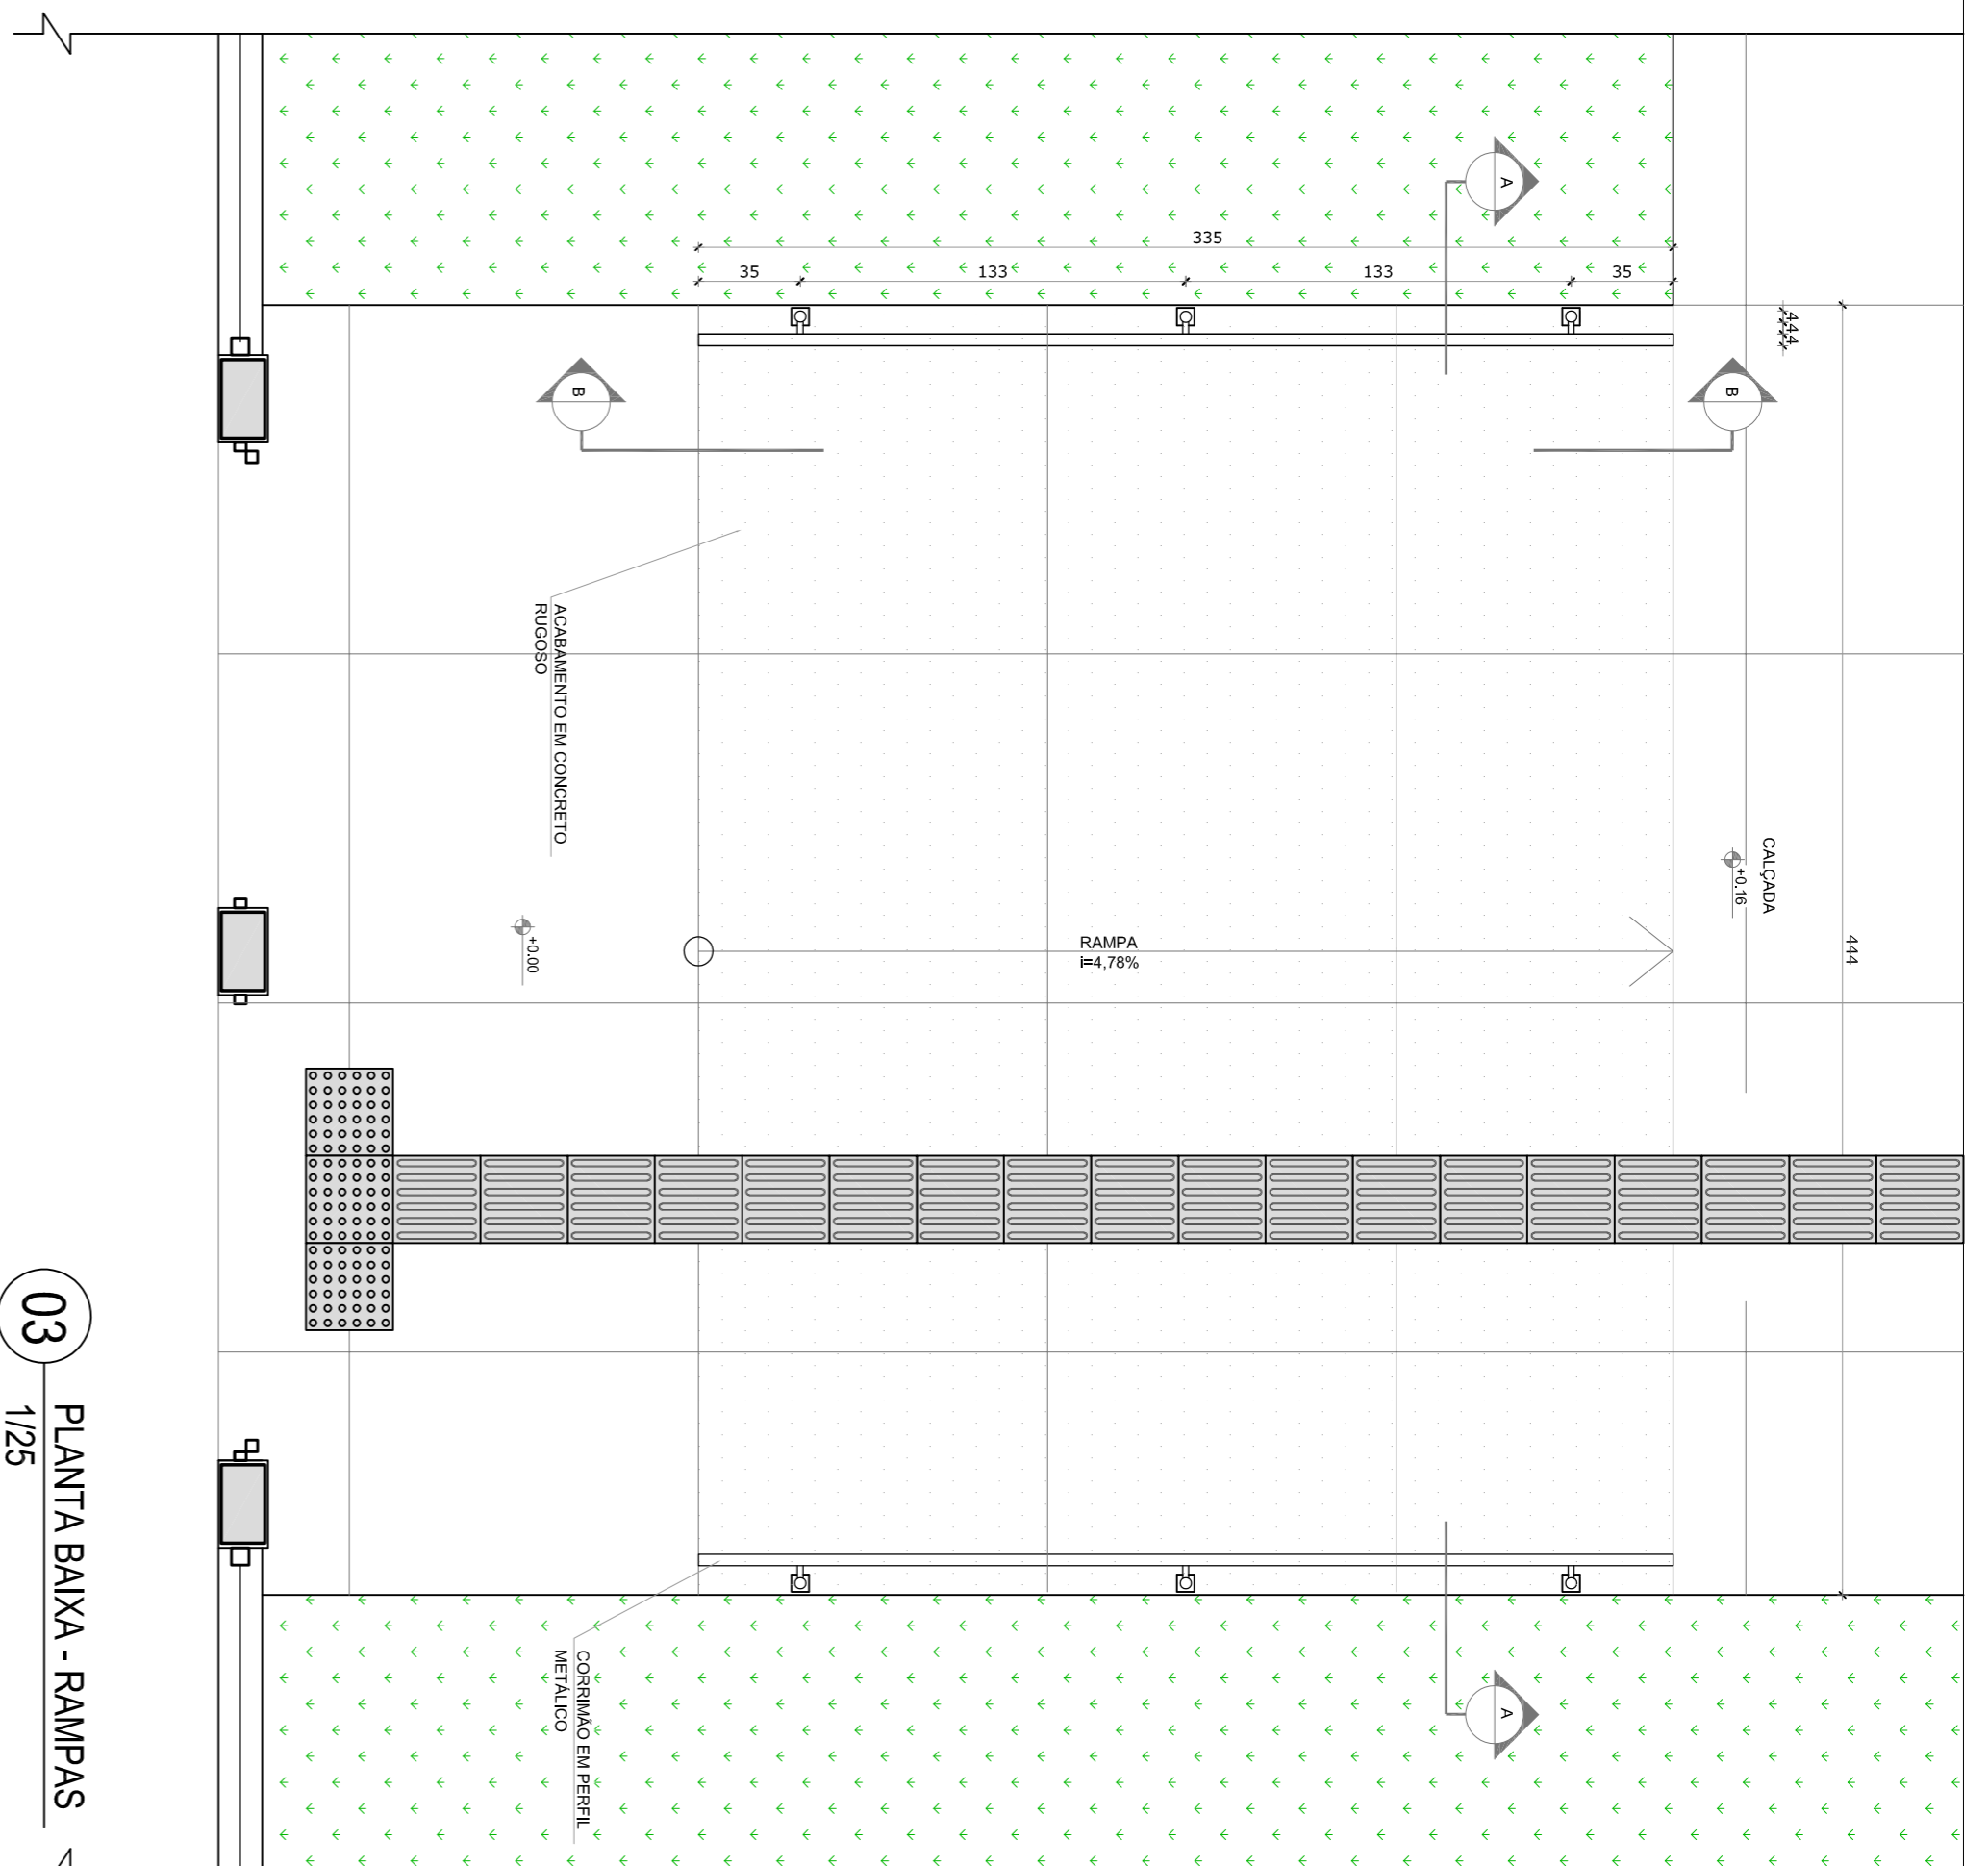 A
335
35
133
133
35
444
B
B
ACABAMENTO EM CONCRETO
RUGOSO
CALÇADA
+0.16
444
+0.00
RAMPA
i=4,78%
CORRIMÃO EM PERFIL
METÁLICO
A
03
PLANTA BAIXA - RAMPAS
1/25